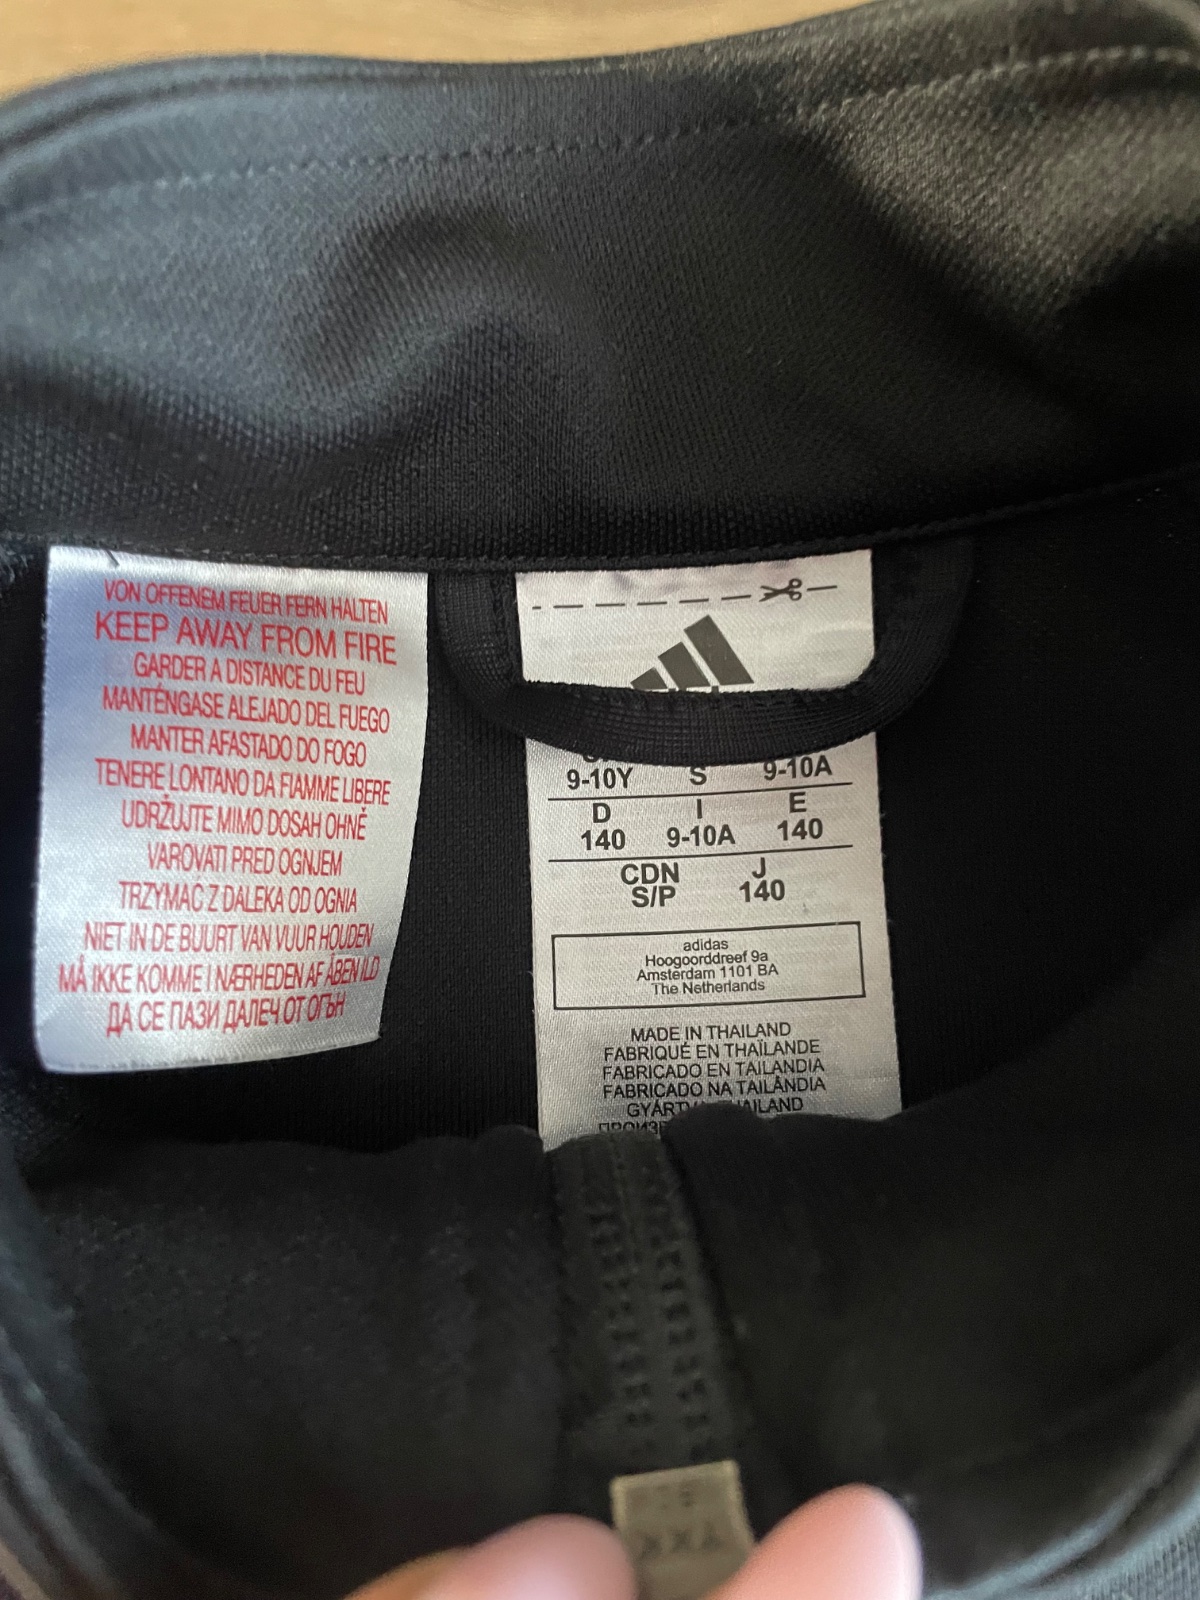 VON OFFENEM FEUER FERN HALTEN
KEEP AWAY FROM FIRE
GARDER A DISTANCE DU FEU
MANTÉNGASE ALEJADO DEL FUEGO
MANTER AFASTADO DO FOGO
TENERE LONTANO DA FIAMME LIBERE
UDRŽUJTE MIMO DOSAH OHNĚ
VAROVATI PRED OGNJEM
TRZYMAĆ Z DALEKA OD OGNIA
NIET IN DE BUURT VAN VUUR HOUDEN
MÅ IKKE KOMME I NÆRHEDEN AF ÅBEN ILD
ДА СЕ ПАЗИ ДАЛЕЧ ОТ ОГЪН
9-10Y S 9-10A
D I E
140 9-10A 140
CDN J
S/P 140
adidas
Hoogoorddreef 9a
Amsterdam 1101 BA
The Netherlands
MADE IN THAILAND
FABRIQUÉ EN THAÏLANDE
FABRICADO EN TAILANDIA
FABRICADO NA TAILÂNDIA
YKK